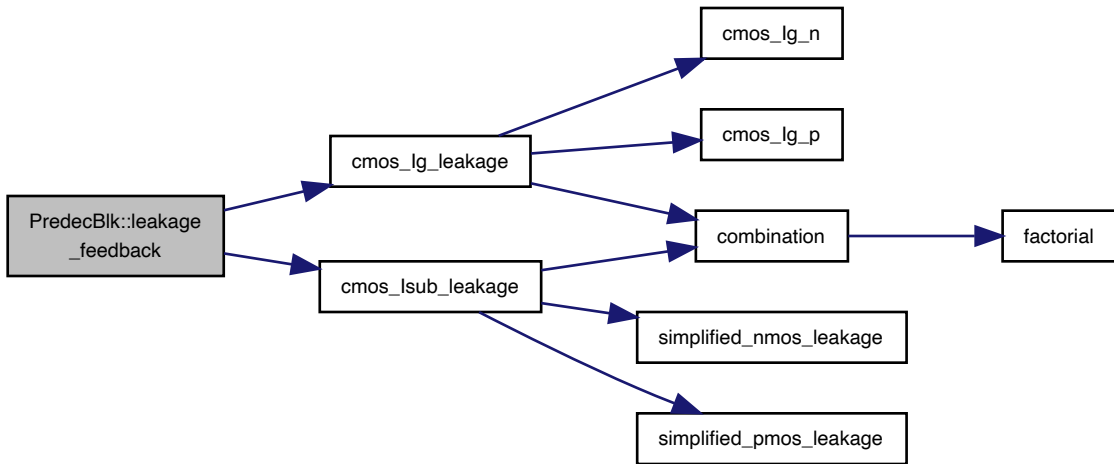 cmos_Ig_n
cmos_Ig_p
cmos_Ig_leakage
PredecBlk::leakage
_feedback
combination
factorial
cmos_Isub_leakage
simplified_nmos_leakage
simplified_pmos_leakage